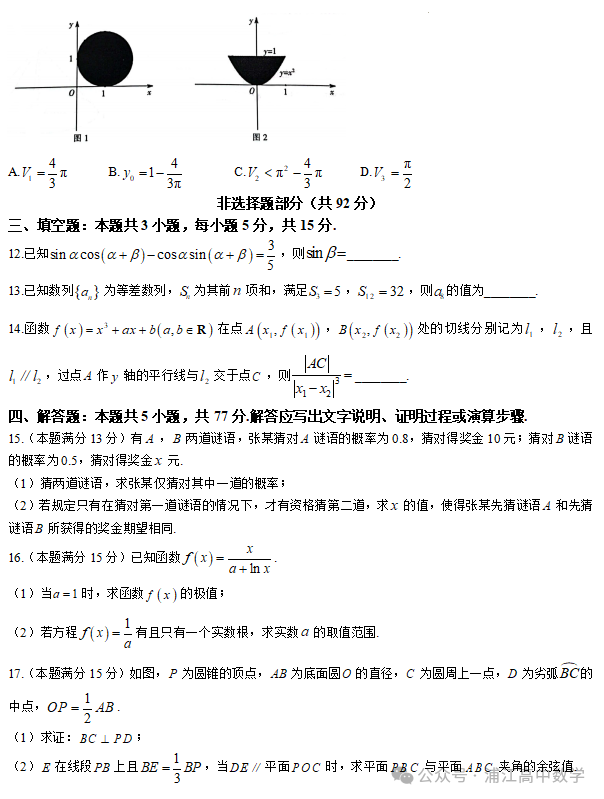 y
1
O
1
x
图 1
y
y=1
y=x²
O
1
x
图 2
A. V₁ = 4/3 π B. y₀ = 1 − 4/(3π) C. V₂ < π² − 4/3 π D. V₃ = π/2
非选择题部分（共 92 分）
三、填空题：本题共 3 小题，每小题 5 分，共 15 分.
12.已知 sin α cos(α + β) − cos α sin(α + β) = 3/5，则 sin β = ________.
13.已知数列{aₙ}为等差数列，Sₙ为其前 n 项和，满足 S₃ = 5，S₁₂ = 32，则 a₈ 的值为________.
14.函数 f(x) = x³ + ax + b(a, b ∈ R) 在点 A(x₁, f(x₁))，B(x₂, f(x₂)) 处的切线分别记为 l₁，l₂，且
l₁ // l₂，过点 A 作 y 轴的平行线与 l₂ 交于点 C，则 |AC|/|x₁ − x₂|³ = ________.
四、解答题：本题共 5 小题，共 77 分.解答应写出文字说明、证明过程或演算步骤.
15.（本题满分 13 分）有 A，B 两道谜语，张某猜对 A 谜语的概率为 0.8，猜对得奖金 10 元；猜对 B 谜语
的概率为 0.5，猜对得奖金 x 元.
（1）猜两道谜语，求张某仅猜对其中一道的概率；
（2）若规定只有在猜对第一道谜语的情况下，才有资格猜第二道，求 x 的值，使得张某先猜谜语 A 和先猜
谜语 B 所获得的奖金期望相同.
16.（本题满分 15 分）已知函数 f(x) = x/(a + ln x).
（1）当 a = 1 时，求函数 f(x) 的极值；
（2）若方程 f(x) = 1/a 有且只有一个实数根，求实数 a 的取值范围.
17.（本题满分 15 分）如图，P 为圆锥的顶点，AB 为底面圆 O 的直径，C 为圆周上一点，D 为劣弧 BC 的
中点，OP = 1/2 AB.
（1）求证：BC ⊥ PD；
（2）E 在线段 PB 上且 BE = 1/3 BP，当 DE // 平面 POC 时，求平面 PBC 与平面 ABC 夹角的余弦值.
公众号 · 浦江高中数学